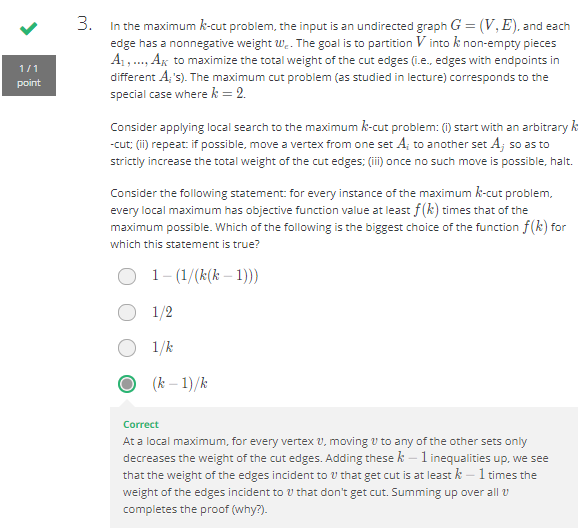 3.
In the maximum k-cut problem, the input is an undirected graph G = (V, E), and each
edge has a nonnegative weight w_e. The goal is to partition V into k non-empty pieces
A_1, ..., A_K to maximize the total weight of the cut edges (i.e., edges with endpoints in
different A_i's). The maximum cut problem (as studied in lecture) corresponds to the
special case where k = 2.
1 / 1
point
Consider applying local search to the maximum k-cut problem: (i) start with an arbitrary k
-cut; (ii) repeat: if possible, move a vertex from one set A_i to another set A_j so as to
strictly increase the total weight of the cut edges; (iii) once no such move is possible, halt.
Consider the following statement: for every instance of the maximum k-cut problem,
every local maximum has objective function value at least f(k) times that of the
maximum possible. Which of the following is the biggest choice of the function f(k) for
which this statement is true?
1 − (1/(k(k − 1)))
1/2
1/k
(k − 1)/k
Correct
At a local maximum, for every vertex v, moving v to any of the other sets only
decreases the weight of the cut edges. Adding these k − 1 inequalities up, we see
that the weight of the edges incident to v that get cut is at least k − 1 times the
weight of the edges incident to v that don't get cut. Summing up over all v
completes the proof (why?).